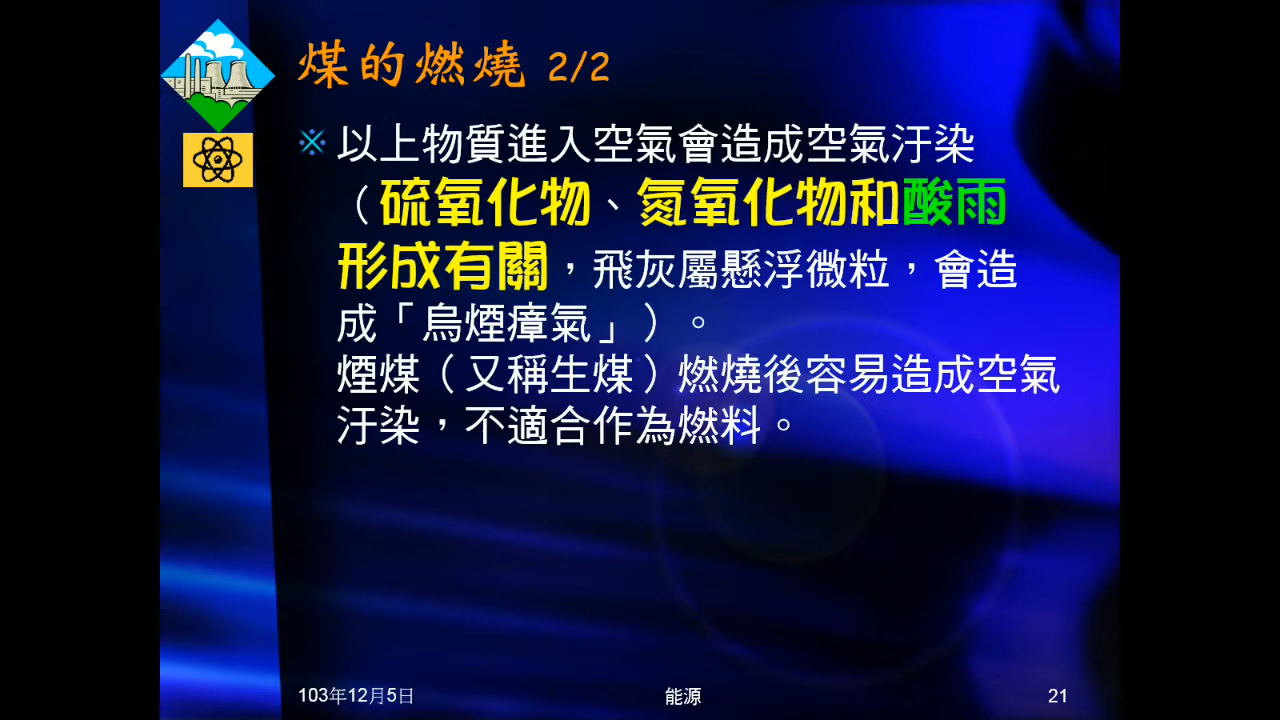 煤的燃燒 2/2
※以上物質進入空氣會造成空氣汙染
（硫氧化物、氮氧化物和酸雨
形成有關，飛灰屬懸浮微粒，會造
成「烏煙瘴氣」）。
煙煤（又稱生煤）燃燒後容易造成空氣
汙染，不適合作為燃料。
103年12月5日
能源
21